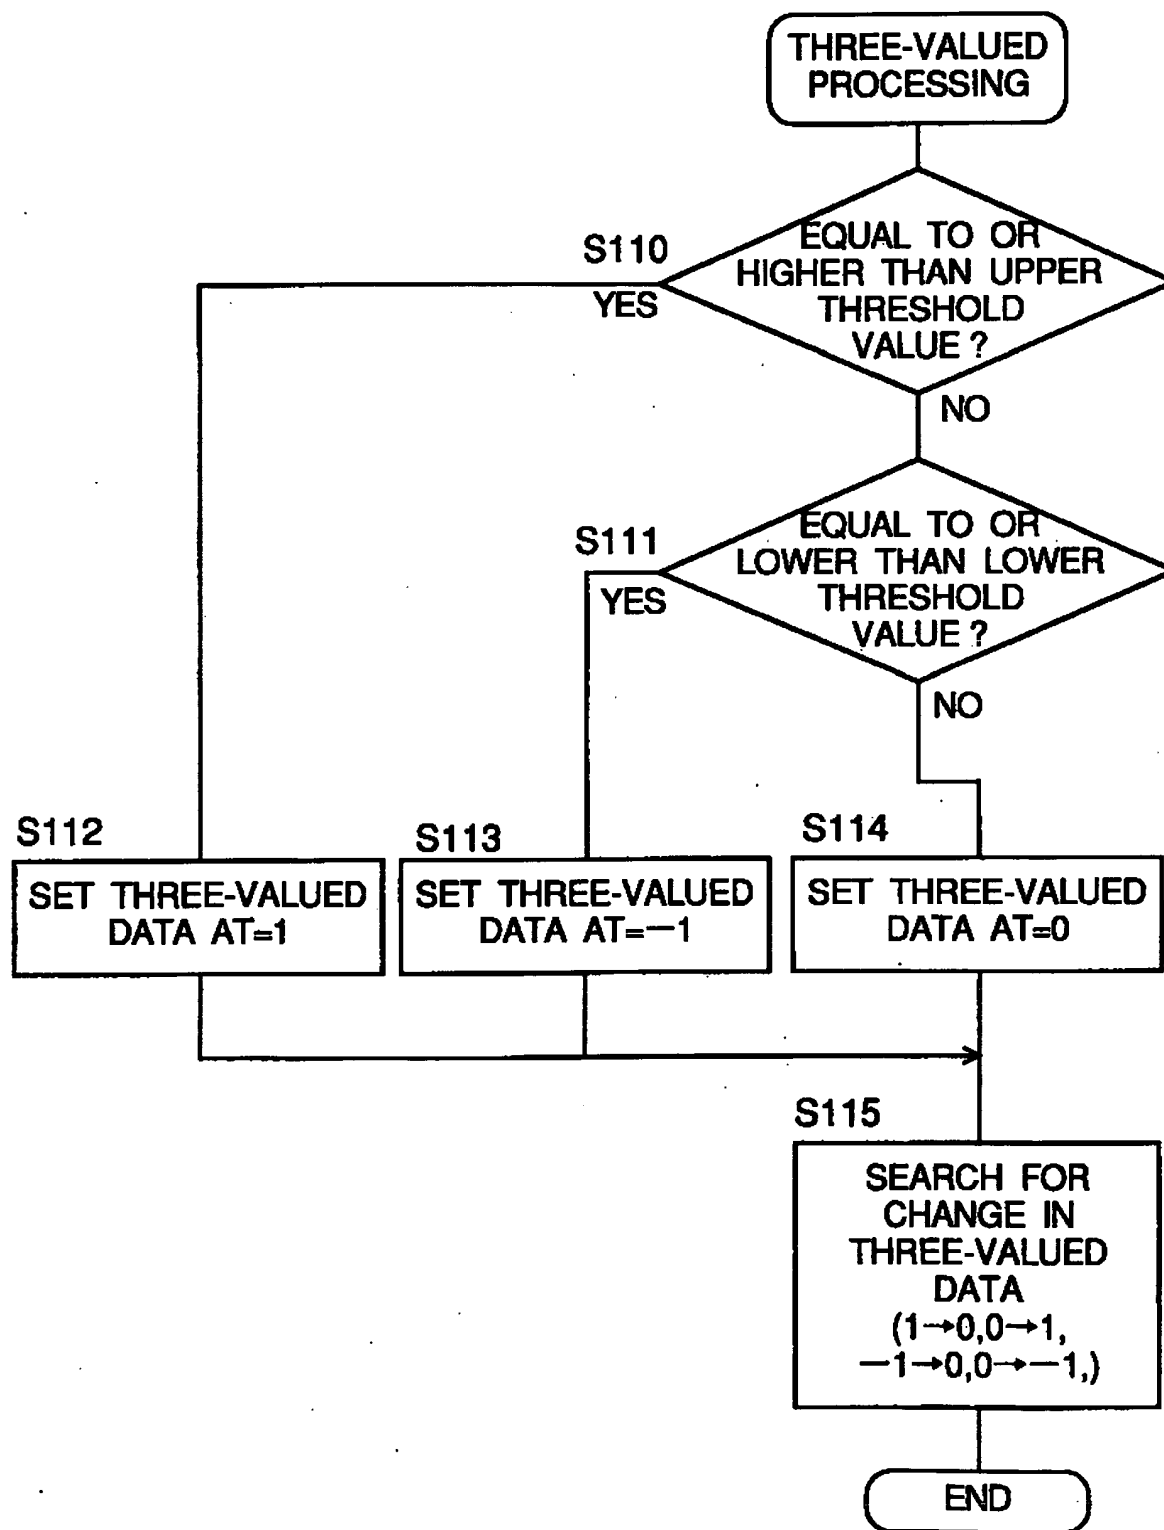 THREE-VALUED
PROCESSING
S110
EQUAL TO OR
HIGHER THAN UPPER
THRESHOLD
VALUE ?
YES
NO
S111
EQUAL TO OR
LOWER THAN LOWER
THRESHOLD
VALUE ?
YES
NO
S112
SET THREE-VALUED
DATA AT=1
S113
SET THREE-VALUED
DATA AT=—1
S114
SET THREE-VALUED
DATA AT=0
S115
SEARCH FOR
CHANGE IN
THREE-VALUED
DATA
(1→0,0→1,
—1→0,0→—1,)
END